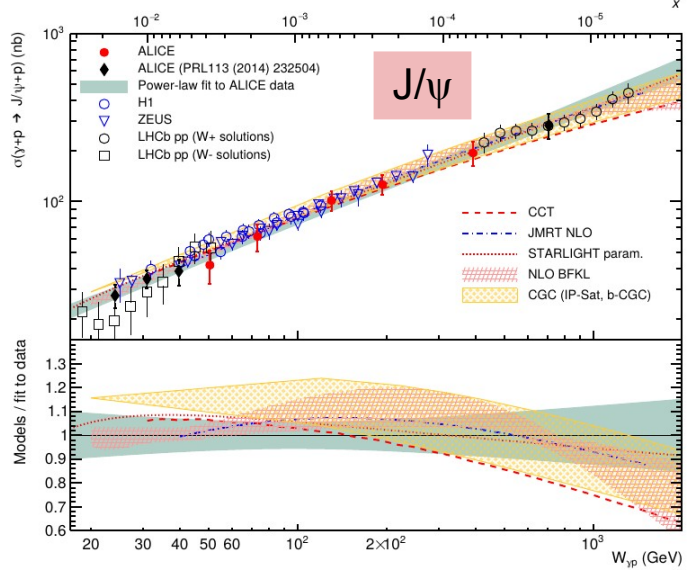 10⁻² 10⁻³ 10⁻⁴ 10⁻⁵ x
σ(γ+p → J/ψ+p) (nb)
10³
10²
ALICE
ALICE (PRL113 (2014) 232504)
Power-law fit to ALICE data
H1
ZEUS
LHCb pp (W+ solutions)
LHCb pp (W- solutions)
J/ψ
CCT
JMRT NLO
STARLIGHT param.
NLO BFKL
CGC (IP-Sat, b-CGC)
Models / fit to data
1.3
1.2
1.1
1
0.9
0.8
0.7
0.6
20 30 40 50 60 10² 2×10² 10³
Wγp (GeV)